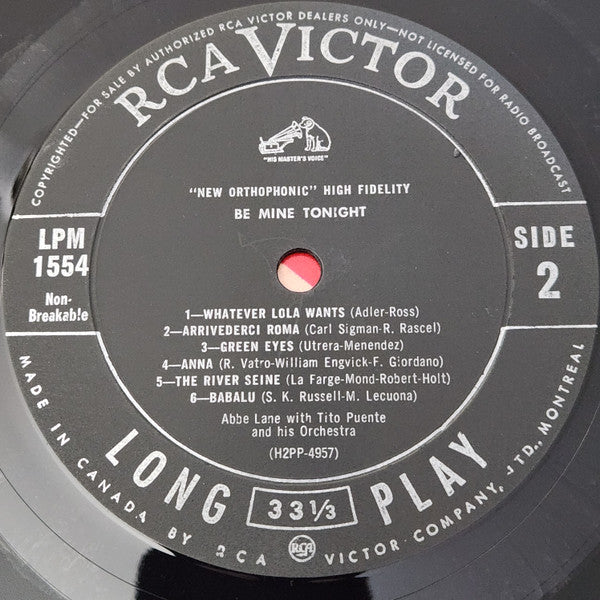 COPYRIGHTED—FOR SALE BY AUTHORIZED RCA VICTOR DEALERS ONLY—NOT LICENSED FOR RADIO BROADCAST
RCA VICTOR
"HIS MASTER'S VOICE"
"NEW ORTHOPHONIC" HIGH FIDELITY
BE MINE TONIGHT
LPM
1554
Non-
Breakable
SIDE
2
1—WHATEVER LOLA WANTS (Adler-Ross)
2—ARRIVEDERCI ROMA (Carl Sigman-R. Rascel)
3—GREEN EYES (Utrera-Menendez)
4—ANNA (R. Vatro-William Engvick-F. Giordano)
5—THE RIVER SEINE (La Farge-Mond-Robert-Holt)
6—BABALU (S. K. Russell-M. Lecuona)
Abbe Lane with Tito Puente
and his Orchestra
(H2PP-4957)
LONG 33⅓ PLAY
RCA
MADE IN CANADA BY RCA VICTOR COMPANY, LTD., MONTREAL